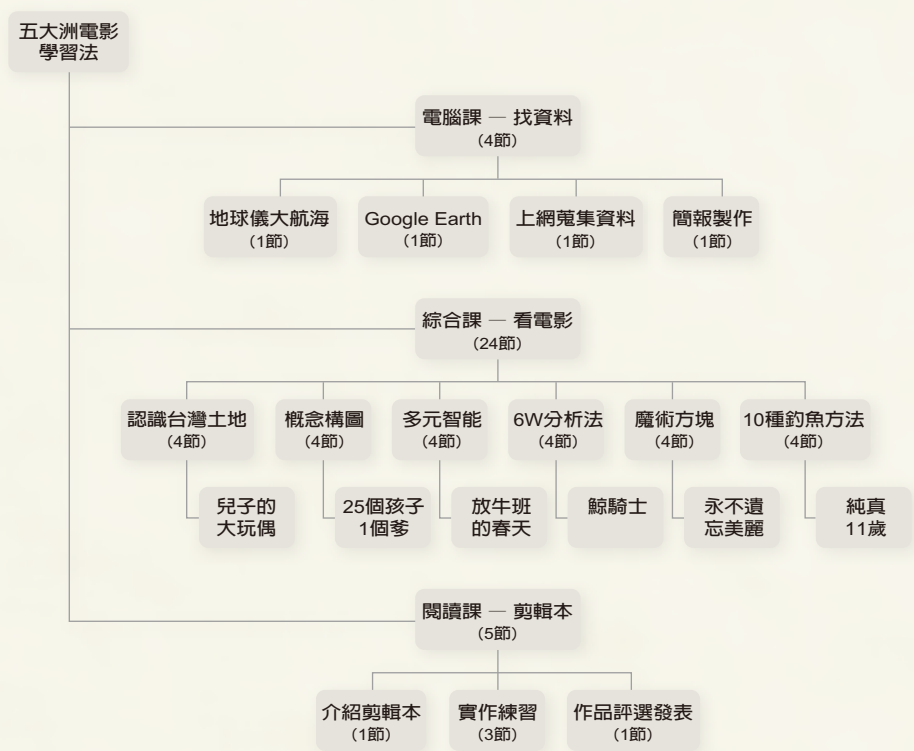 五大洲電影
學習法
電腦課 — 找資料
(4節)
地球儀大航海
(1節)
Google Earth
(1節)
上網蒐集資料
(1節)
簡報製作
(1節)
綜合課 — 看電影
(24節)
認識台灣土地
(4節)
概念構圖
(4節)
多元智能
(4節)
6W分析法
(4節)
魔術方塊
(4節)
10種釣魚方法
(4節)
兒子的
大玩偶
25個孩子
1個爹
放牛班
的春天
鯨騎士
永不遺
忘美麗
純真
11歲
閱讀課 — 剪輯本
(5節)
介紹剪輯本
(1節)
實作練習
(3節)
作品評選發表
(1節)